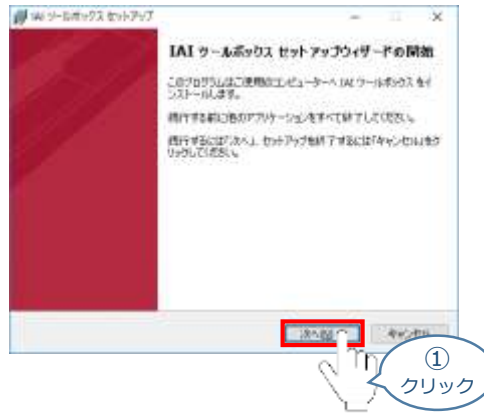 IAI ツールボックス セットアップ
IAI ツールボックス セットアップウィザードの開始
このプログラムはご使用のコンピューターへ IAI ツールボックス をイ
ンストールします。
続行する前に他のアプリケーションをすべて終了してください。
続行するには「次へ」、セットアップを終了するには「キャンセル」をク
リックしてください。
次へ(N)
キャンセル
①
クリック